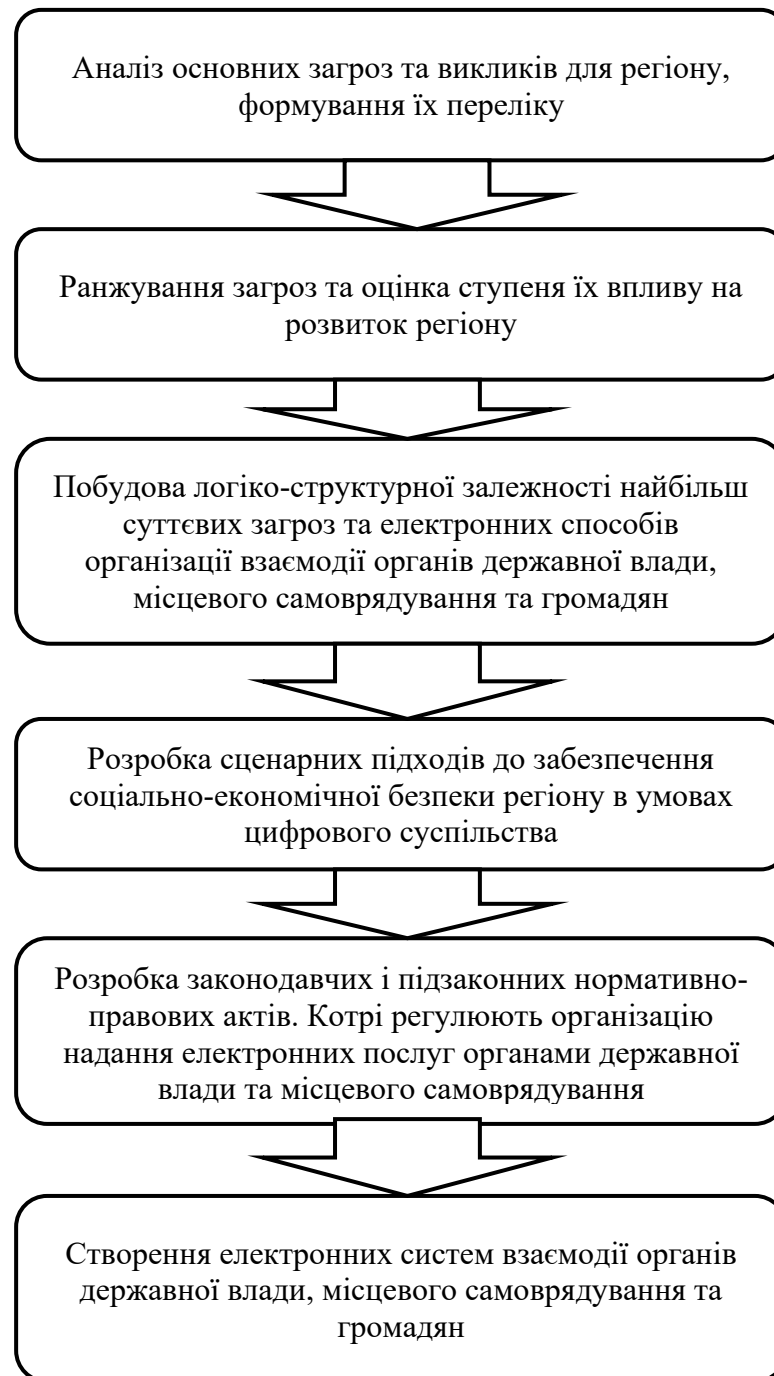 Аналіз основних загроз та викликів для регіону,
формування їх переліку
Ранжування загроз та оцінка ступеня їх впливу на
розвиток регіону
Побудова логіко-структурної залежності найбільш
суттєвих загроз та електронних способів
організації взаємодії органів державної влади,
місцевого самоврядування та громадян
Розробка сценарних підходів до забезпечення
соціально-економічної безпеки регіону в умовах
цифрового суспільства
Розробка законодавчих і підзаконних нормативно-
правових актів. Котрі регулюють організацію
надання електронних послуг органами державної
влади та місцевого самоврядування
Створення електронних систем взаємодії органів
державної влади, місцевого самоврядування та
громадян